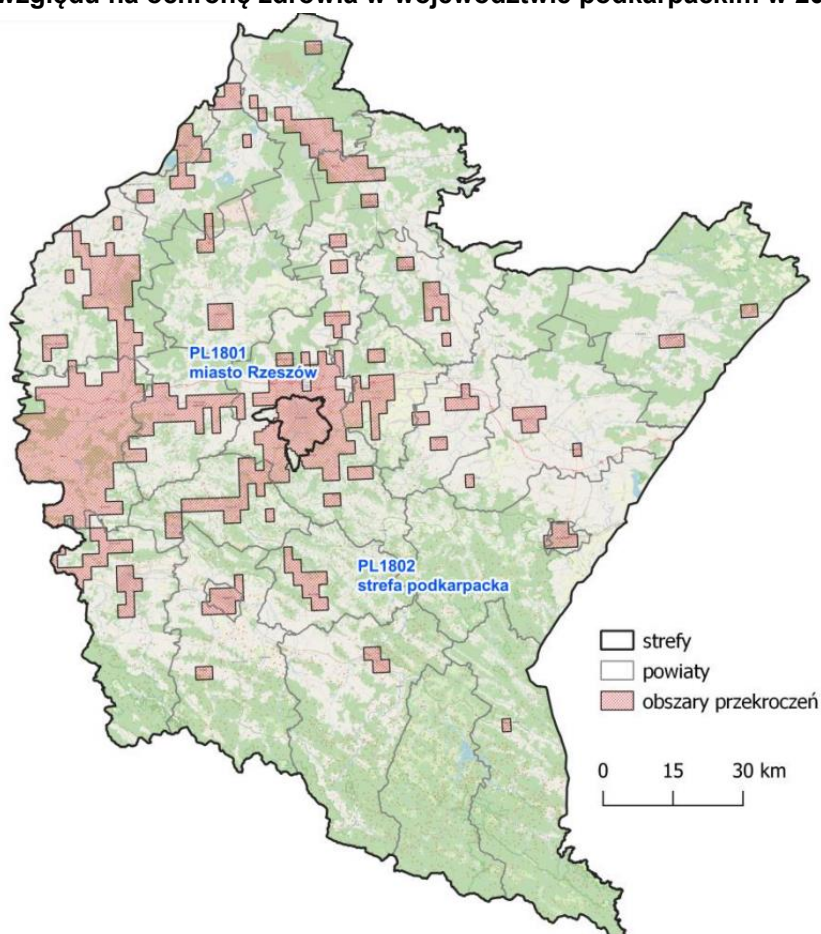 względu na ochronę zdrowia w województwie podkarpackim w
PL1801
miasto Rzeszów
PL1802
strefa podkarpacka
strefy
powiaty
obszary przekroczeń
0 15 30 km